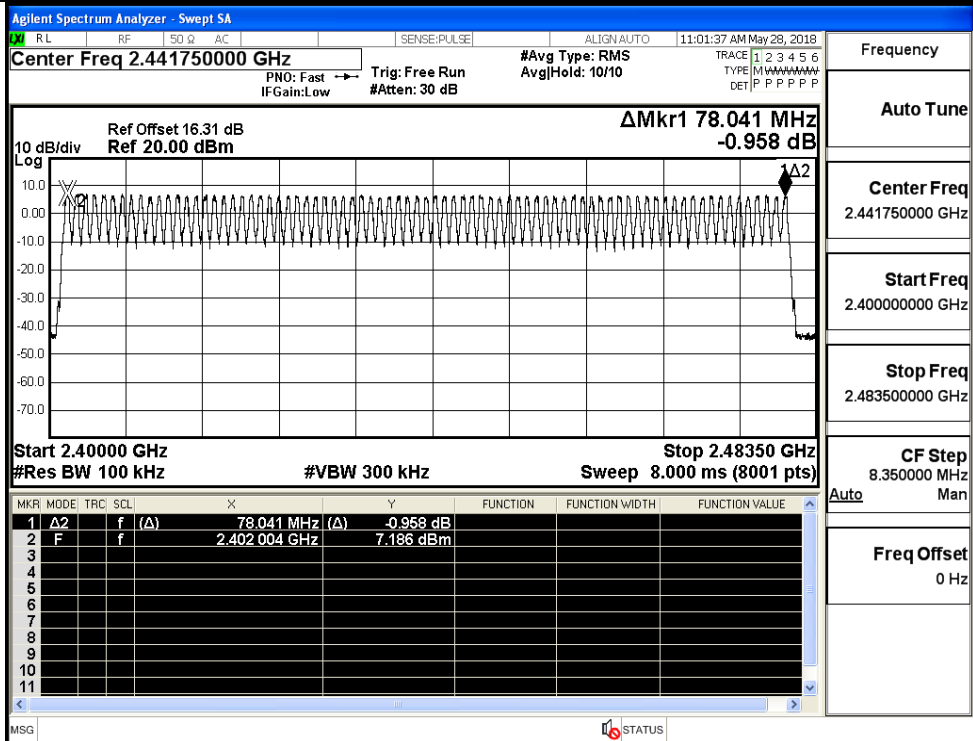 Agilent Spectrum Analyzer - Swept SA
LXI RL RF 50 Ω AC SENSE:PULSE ALIGN AUTO 11:01:37 AM May 28, 2018
Center Freq 2.441750000 GHz
PNO: Fast
IFGain:Low
Trig: Free Run
#Atten: 30 dB
#Avg Type: RMS
Avg|Hold: 10/10
TRACE 1 2 3 4 5 6
TYPE M W W W W W
DET P P P P P P
10 dB/div
Log
Ref Offset 16.31 dB
Ref 20.00 dBm
ΔMkr1 78.041 MHz
-0.958 dB
10.0
0.00
-10.0
-20.0
-30.0
-40.0
-50.0
-60.0
-70.0
X2
1Δ2
Start 2.40000 GHz Stop 2.48350 GHz
#Res BW 100 kHz #VBW 300 kHz Sweep 8.000 ms (8001 pts)
MKR MODE TRC SCL X Y FUNCTION FUNCTION WIDTH FUNCTION VALUE
1 Δ2 f (Δ) 78.041 MHz (Δ) -0.958 dB
2 F f 2.402 004 GHz 7.186 dBm
3
4
5
6
7
8
9
10
11
MSG STATUS
Frequency
Auto Tune
Center Freq
2.441750000 GHz
Start Freq
2.400000000 GHz
Stop Freq
2.483500000 GHz
CF Step
8.350000 MHz
Auto Man
Freq Offset
0 Hz